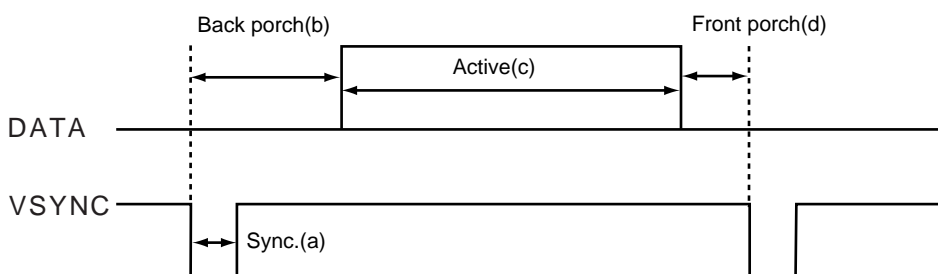 Back porch(b)
Front porch(d)
Active(c)
DATA
VSYNC
Sync.(a)